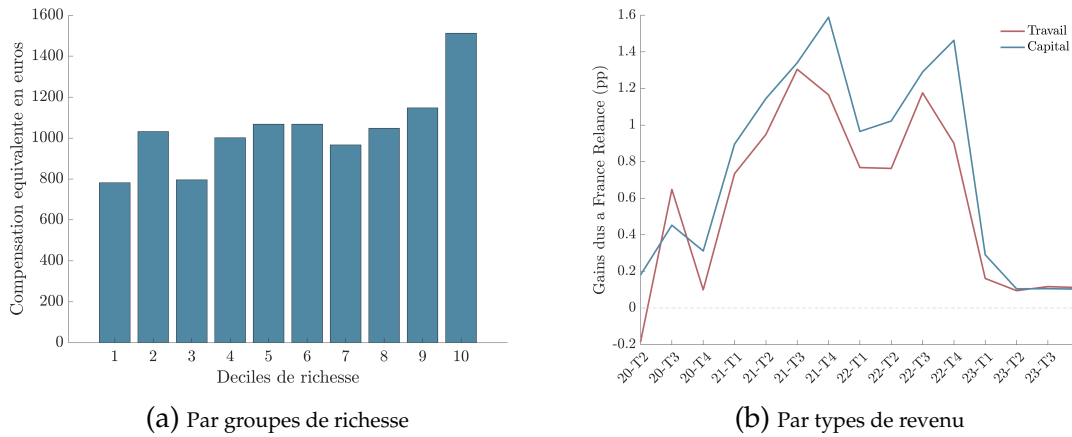 1600
1400
1200
1000
800
600
400
200
0
Compensation equivalente en euros
1 2 3 4 5 6 7 8 9 10
Deciles de richesse
(a) Par groupes de richesse
1.6
1.4
1.2
1
0.8
0.6
0.4
0.2
0
-0.2
Gains dus a France Relance (pp)
Travail
Capital
20-T2 20-T3 20-T4 21-T1 21-T2 21-T3 21-T4 22-T1 22-T2 22-T3 22-T4 23-T1 23-T2 23-T3
(b) Par types de revenu